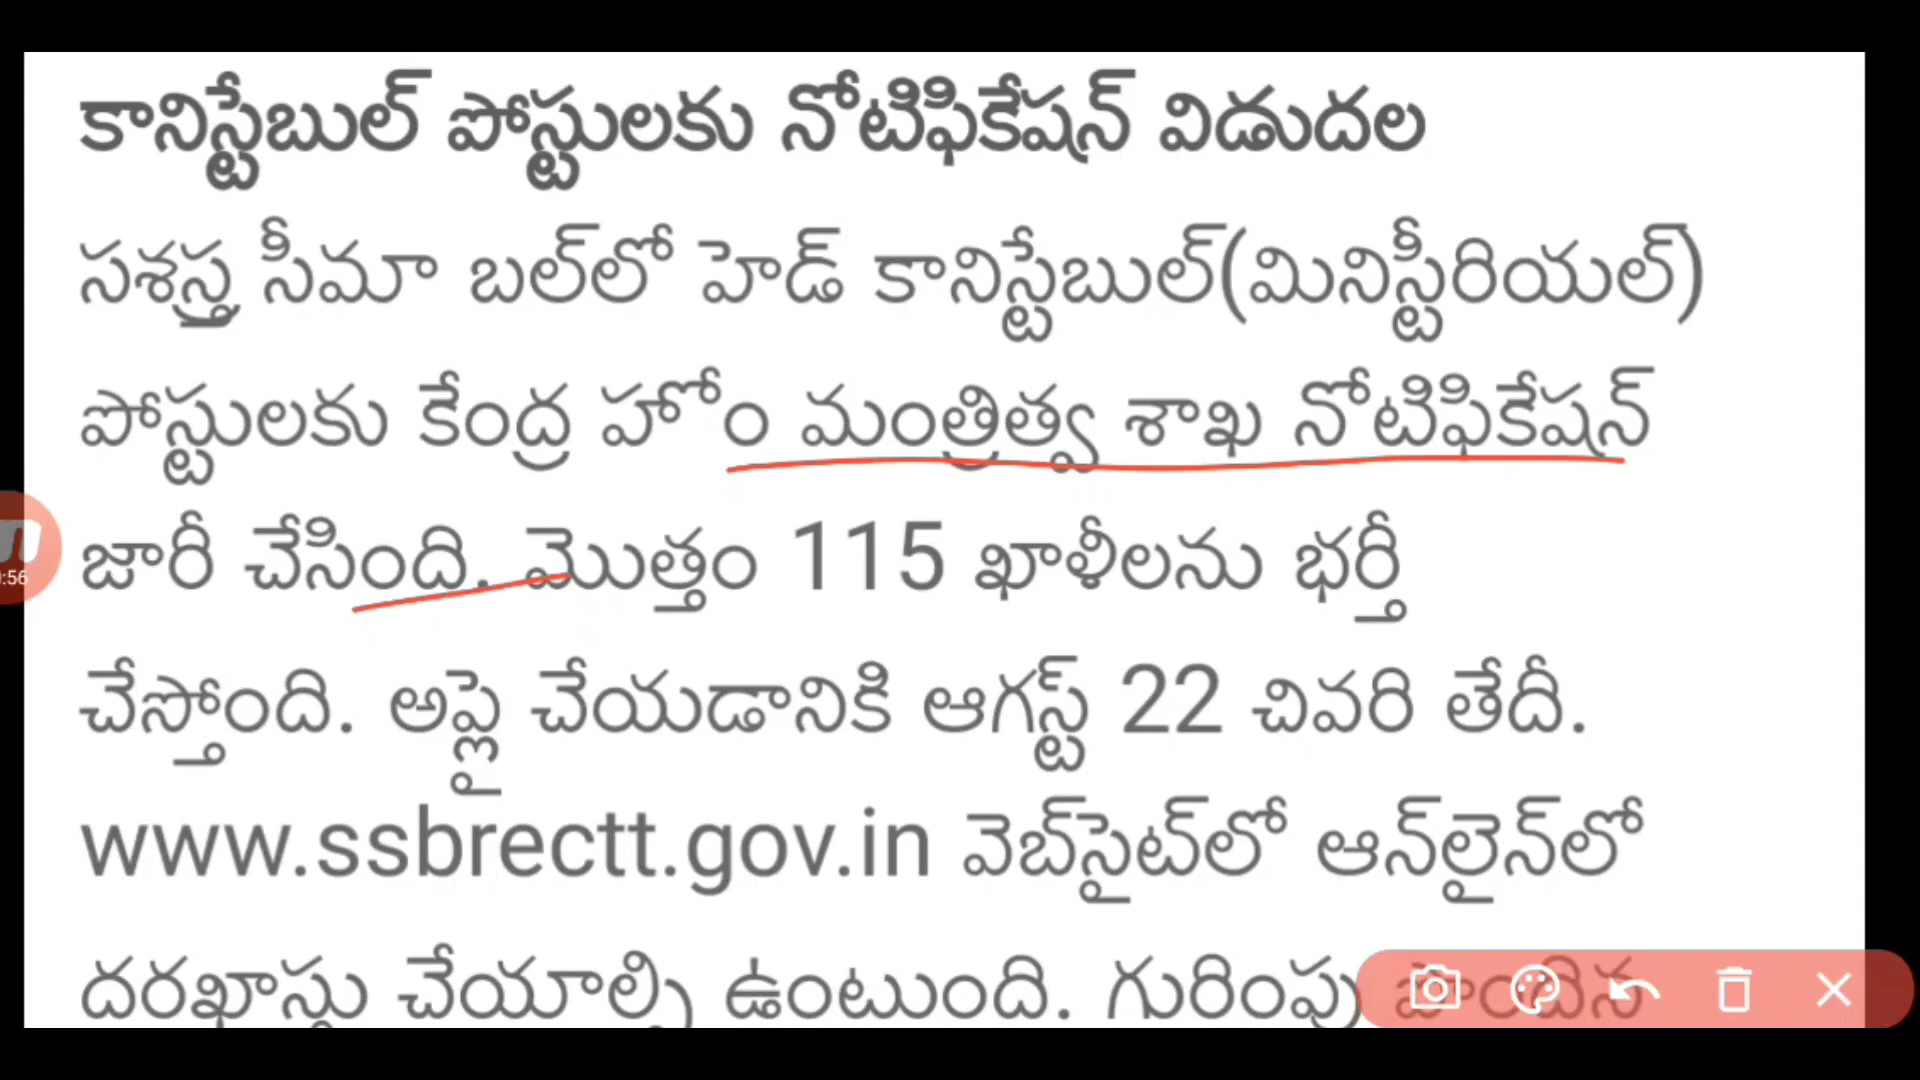 కానిస్టేబుల్ పోస్టులకు నోటిఫికేషన్ విడుదల
సశస్త్ర సీమా బల్‌లో హెడ్ కానిస్టేబుల్(మినిస్టీరియల్)
పోస్టులకు కేంద్ర హోం మంత్రిత్వ శాఖ నోటిఫికేషన్
జారీ చేసింది. మొత్తం 115 ఖాళీలను భర్తీ
:56
చేస్తోంది. అప్లై చేయడానికి ఆగస్ట్ 22 చివరి తేదీ.
www.ssbrectt.gov.in వెబ్‌సైట్‌లో ఆన్‌లైన్‌లో
దరఖాస్తు చేయాల్సి ఉంటుంది. గురింపు పొందిన